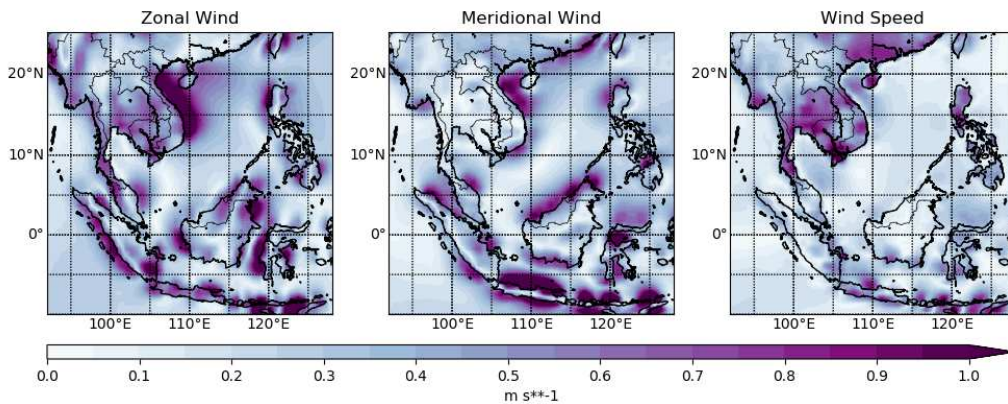 Zonal Wind Meridional Wind Wind Speed
20°N 20°N 20°N
10°N 10°N 10°N
0° 0° 0°
100°E 110°E 120°E 100°E 110°E 120°E 100°E 110°E 120°E
0.0 0.1 0.2 0.3 0.4 0.5 0.6 0.7 0.8 0.9 1.0
m s**-1